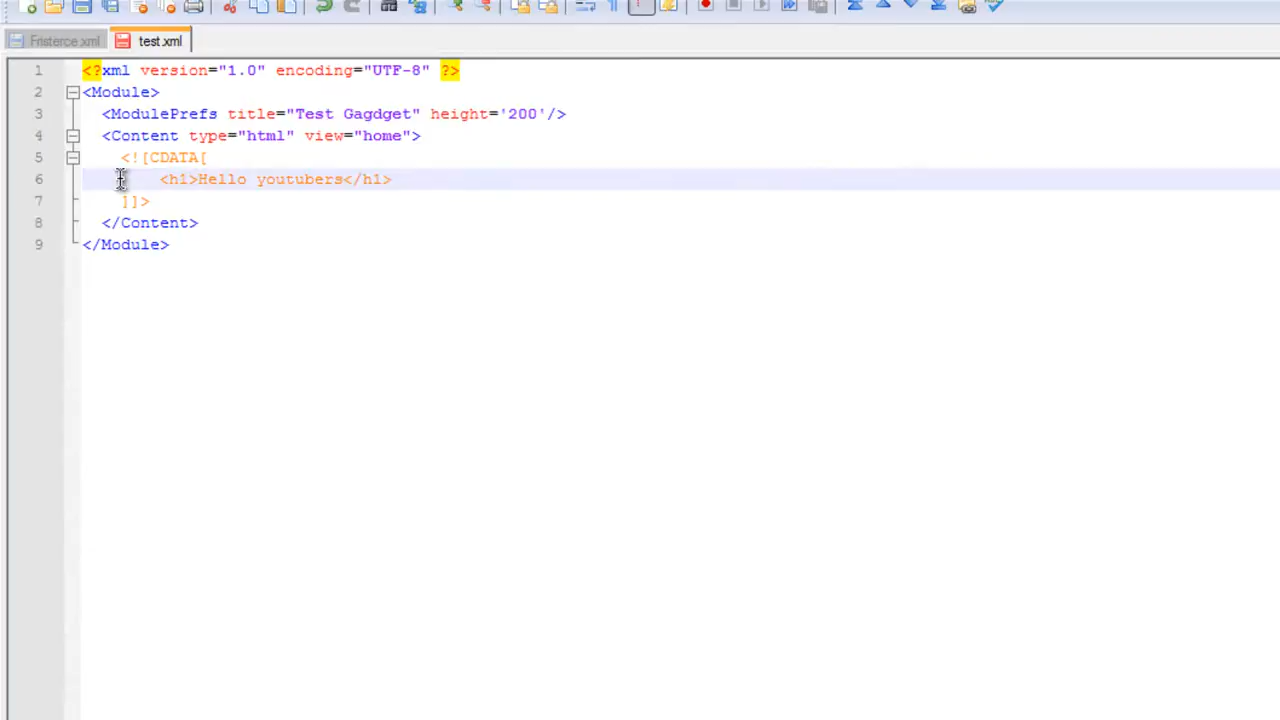 Fristerce.xml test.xml
1 <?xml version="1.0" encoding="UTF-8" ?>
2 <Module>
3 <ModulePrefs title="Test Gagdget" height='200'/>
4 <Content type="html" view="home">
5 <![CDATA[
6 <h1>Hello youtubers</h1>
7 ]]>
8 </Content>
9 </Module>